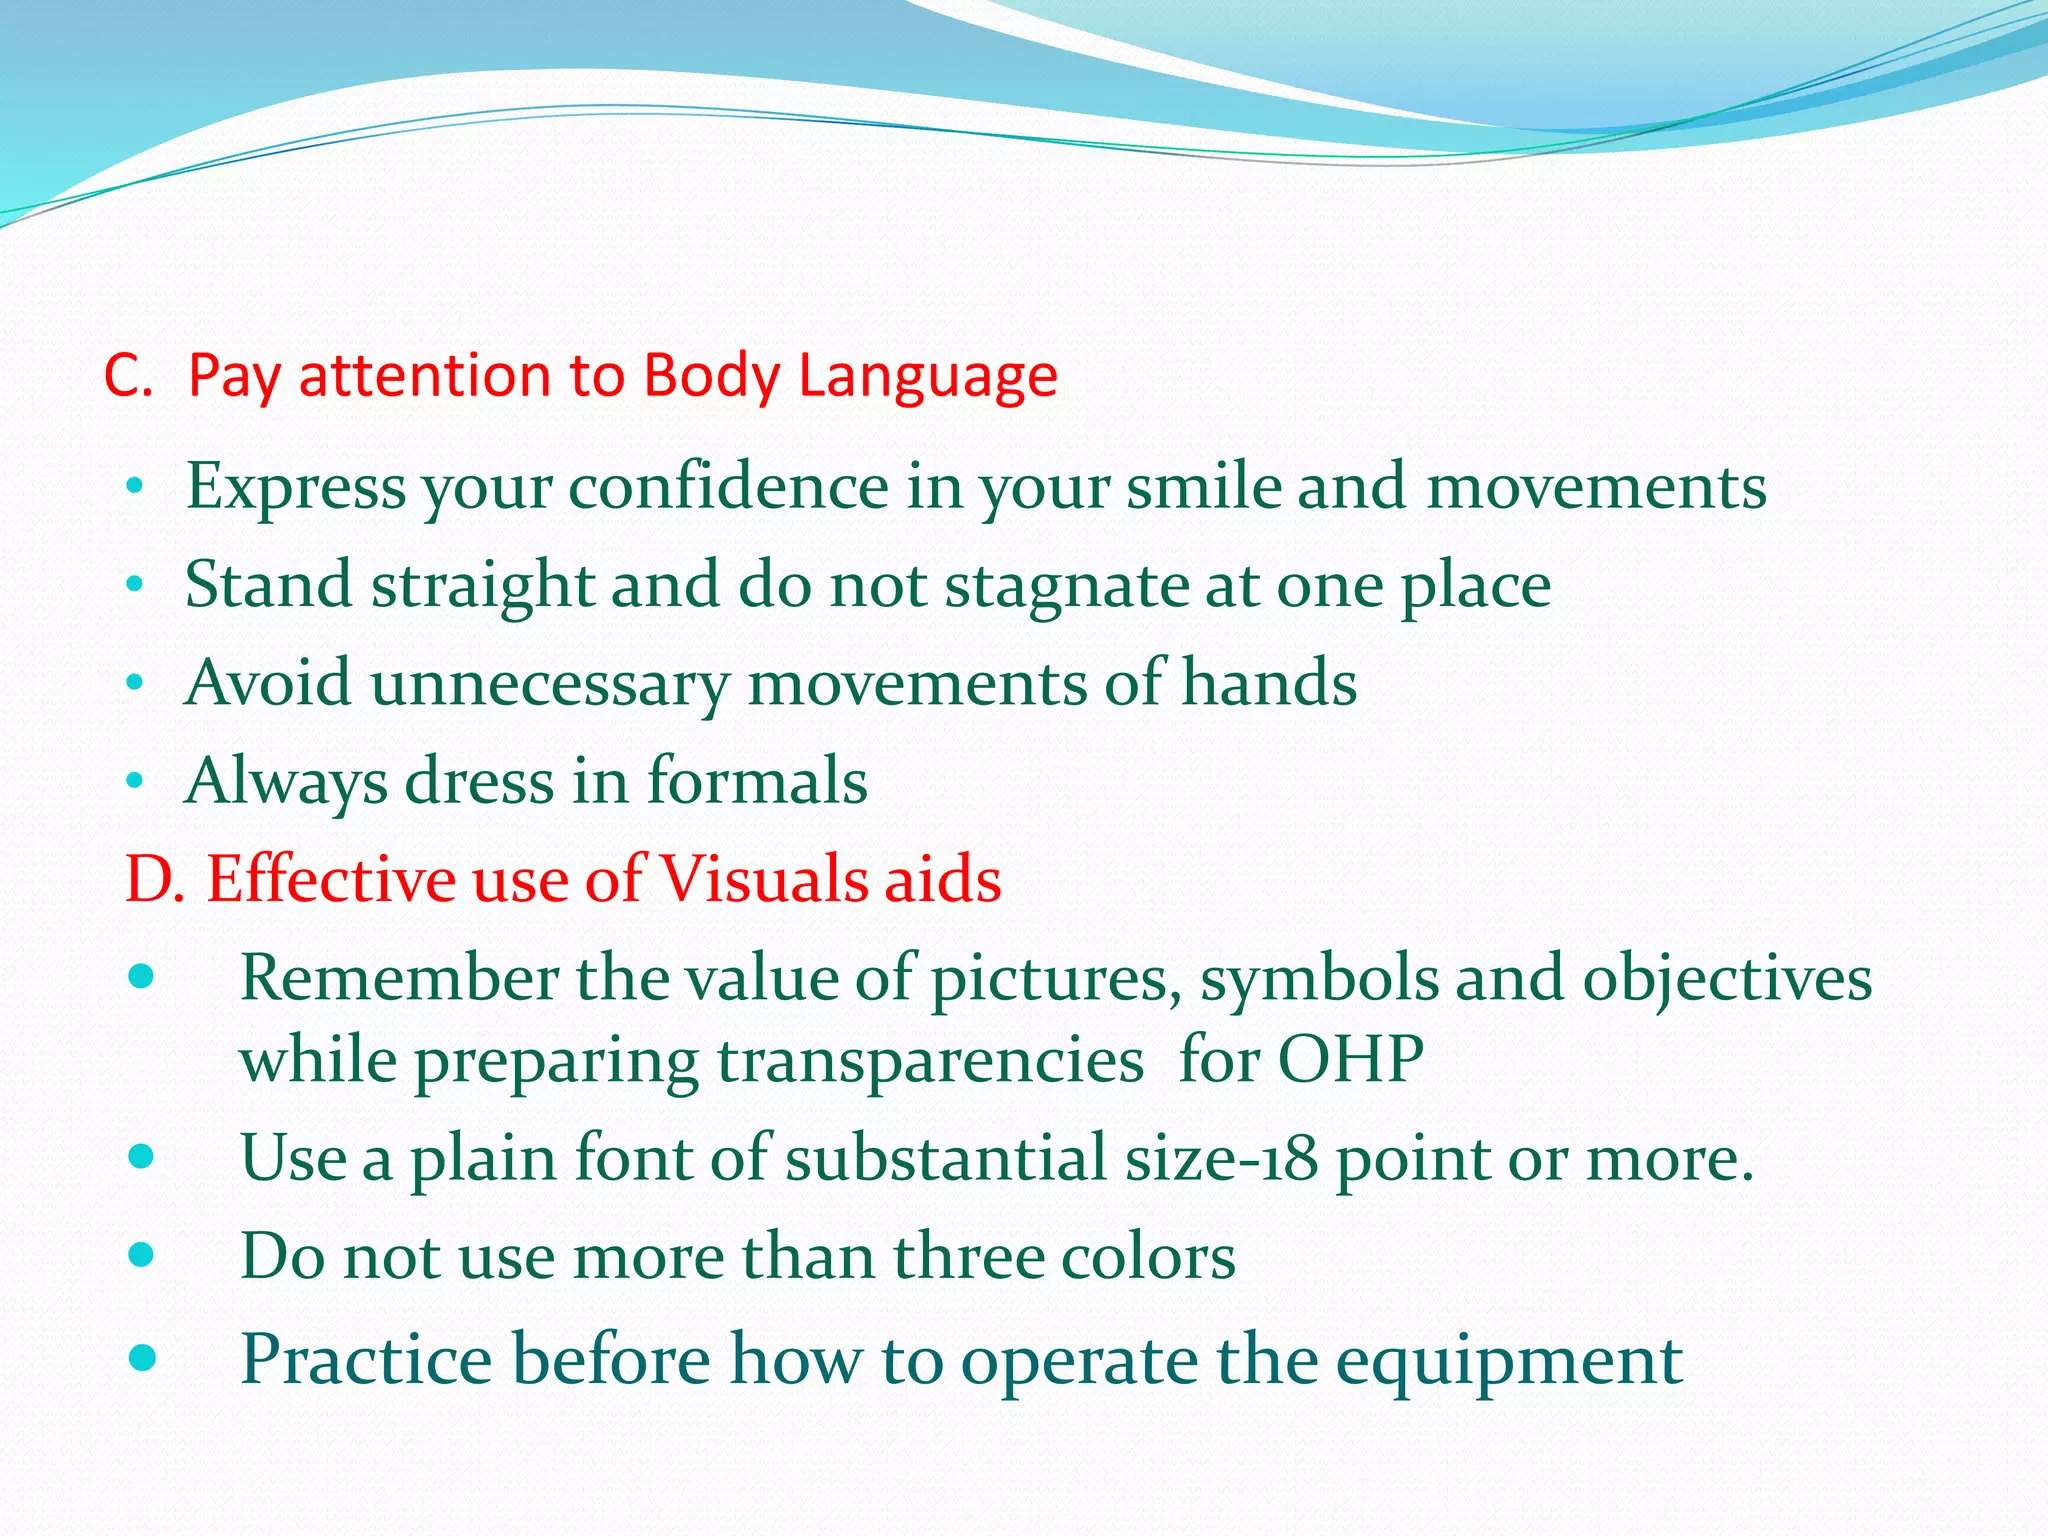 C. Pay attention to Body Language
• Express your confidence in your smile and movements
• Stand straight and do not stagnate at one place
• Avoid unnecessary movements of hands
• Always dress in formals
D. Effective use of Visuals aids
• Remember the value of pictures, symbols and objectives
while preparing transparencies for OHP
• Use a plain font of substantial size-18 point or more.
• Do not use more than three colors
• Practice before how to operate the equipment